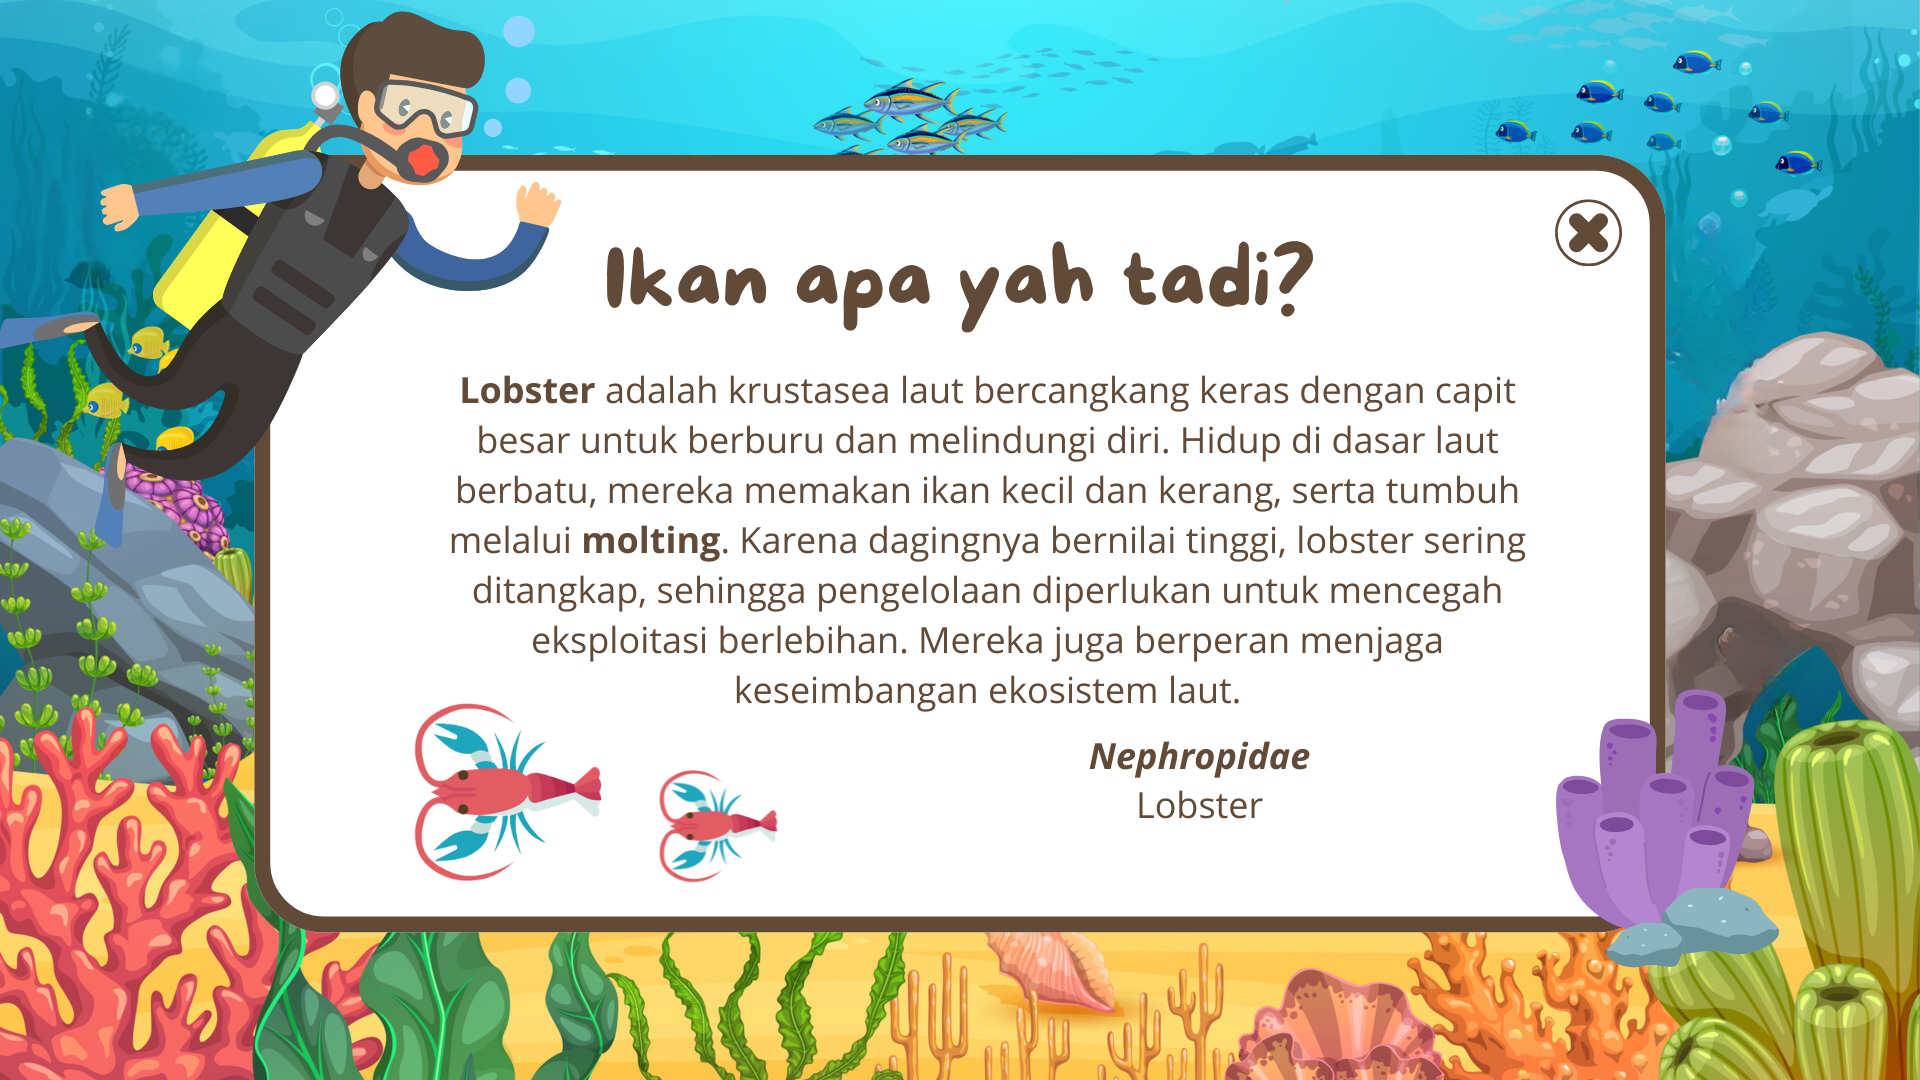 Ikan apa yah tadi?
Lobster adalah krustasea laut bercangkang keras dengan capit
besar untuk berburu dan melindungi diri. Hidup di dasar laut
berbatu, mereka memakan ikan kecil dan kerang, serta tumbuh
melalui molting. Karena dagingnya bernilai tinggi, lobster sering
ditangkap, sehingga pengelolaan diperlukan untuk mencegah
eksploitasi berlebihan. Mereka juga berperan menjaga
keseimbangan ekosistem laut.
Nephropidae
Lobster